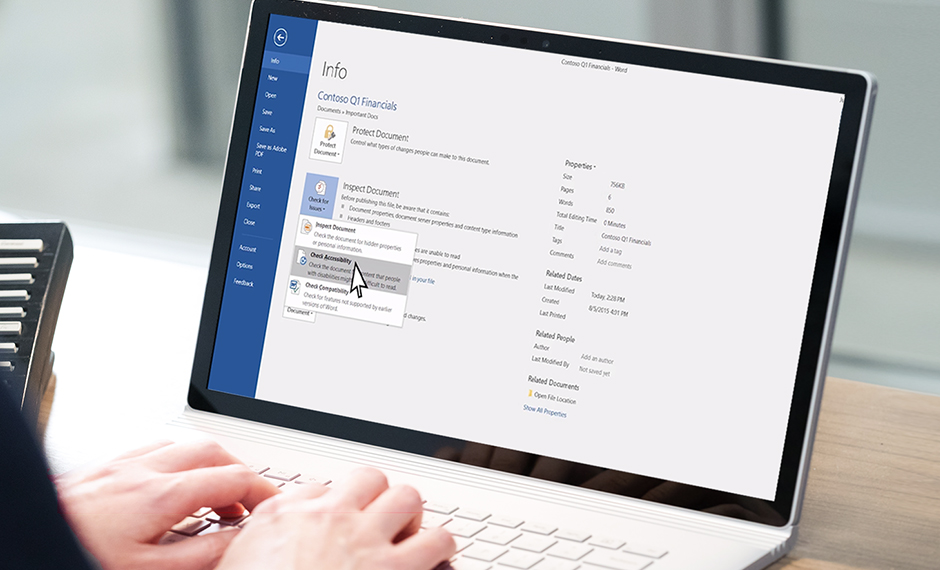 Contoso Q1 Financials - Word
Info
New
Open
Save
Save As
Save as Adobe
PDF
Print
Share
Export
Close
Account
Options
Feedback
Info
Contoso Q1 Financials
Documents » Important Docs
Protect
Document
Protect Document
Control what types of changes people can make to this document.
Check for
Issues
Inspect Document
Before publishing this file, be aware that it contains:
Document properties, document server properties and content type information
Headers and footers
Inspect Document
Check the document for hidden properties
or personal information.
Check Accessibility
Check the document content that people
with disabilities might difficult to read.
Check Compatibility
Check for features not supported by earlier
versions of Word.
are unable to read
properties and personal information when the
in your file
Document
changes.
Properties
Size 756KB
Pages 6
Words 850
Total Editing Time 0 Minutes
Title Contoso Q1 Financials
Tags Add a tag
Comments Add comments
Related Dates
Last Modified Today, 2:28 PM
Created 8/5/2015 4:01 PM
Last Printed
Related People
Author Add an author
Last Modified By Not saved yet
Related Documents
Open File Location
Show All Properties